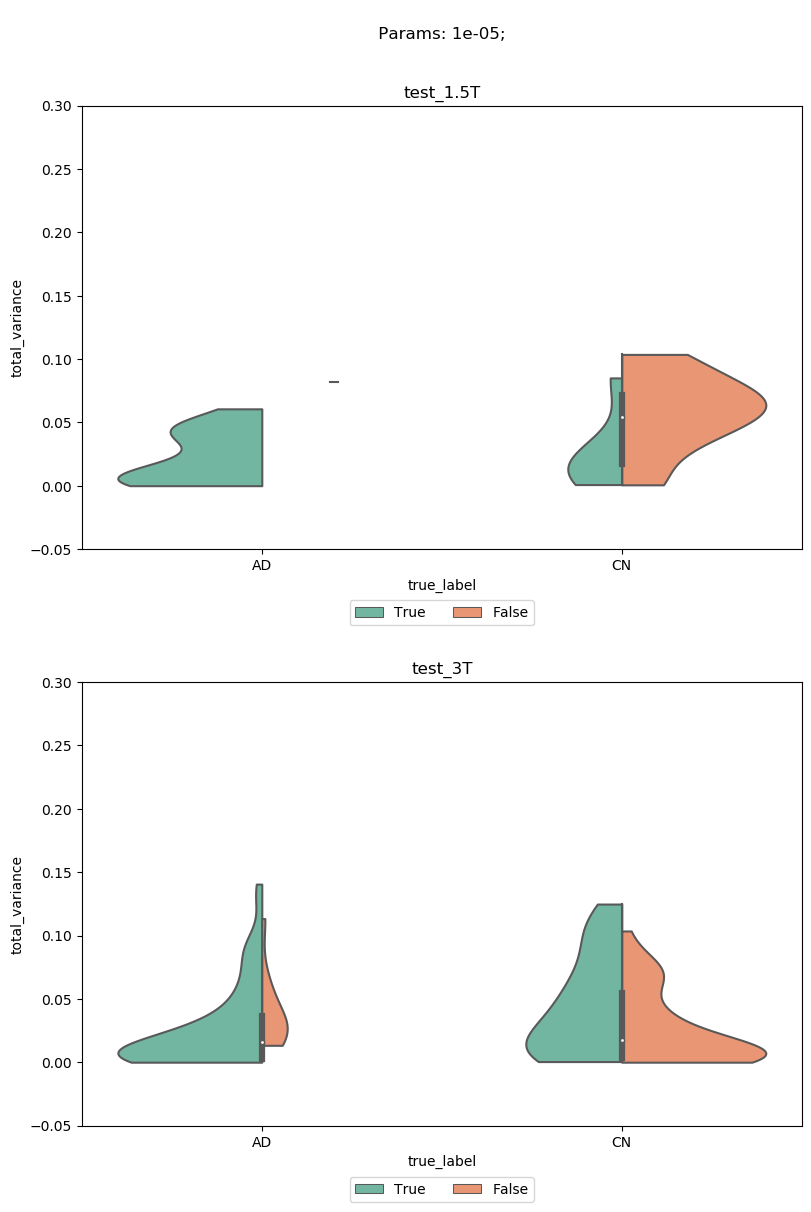 Params: 1e-05;
test_1.5T
0.30
0.25
0.20
0.15
0.10
0.05
0.00
−0.05
total_variance
AD
CN
true_label
True
False
test_3T
0.30
0.25
0.20
0.15
0.10
0.05
0.00
−0.05
total_variance
AD
CN
true_label
True
False